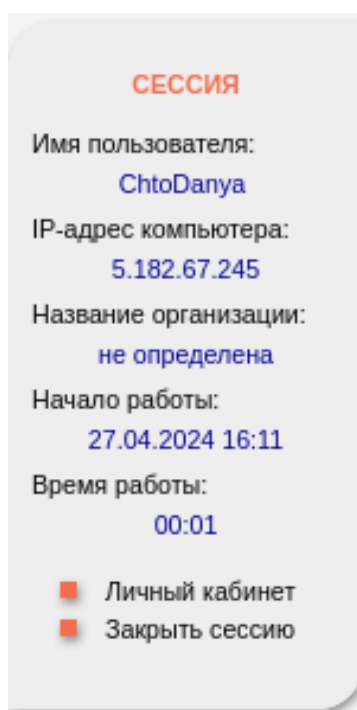 СЕССИЯ
Имя пользователя:
ChtoDanya
IP-адрес компьютера:
5.182.67.245
Название организации:
не определена
Начало работы:
27.04.2024 16:11
Время работы:
00:01
Личный кабинет
Закрыть сессию